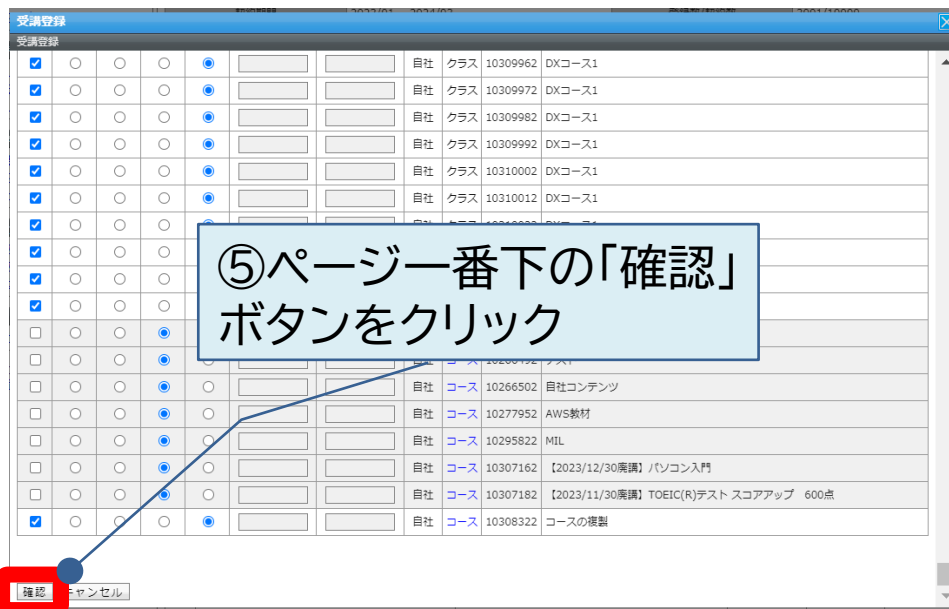 受講登録
受講登録
自社 クラス 10309962 DXコース1
自社 クラス 10309972 DXコース1
自社 クラス 10309982 DXコース1
自社 クラス 10309992 DXコース1
自社 クラス 10310002 DXコース1
自社 クラス 10310012 DXコース1
⑤ページ一番下の「確認」
ボタンをクリック
自社 コース 10266502 自社コンテンツ
自社 コース 10277952 AWS教材
自社 コース 10295822 MIL
自社 コース 10307162 【2023/12/30廃講】パソコン入門
自社 コース 10307182 【2023/11/30廃講】TOEIC(R)テスト スコアアップ 600点
自社 コース 10308322 コースの複製
確認 キャンセル